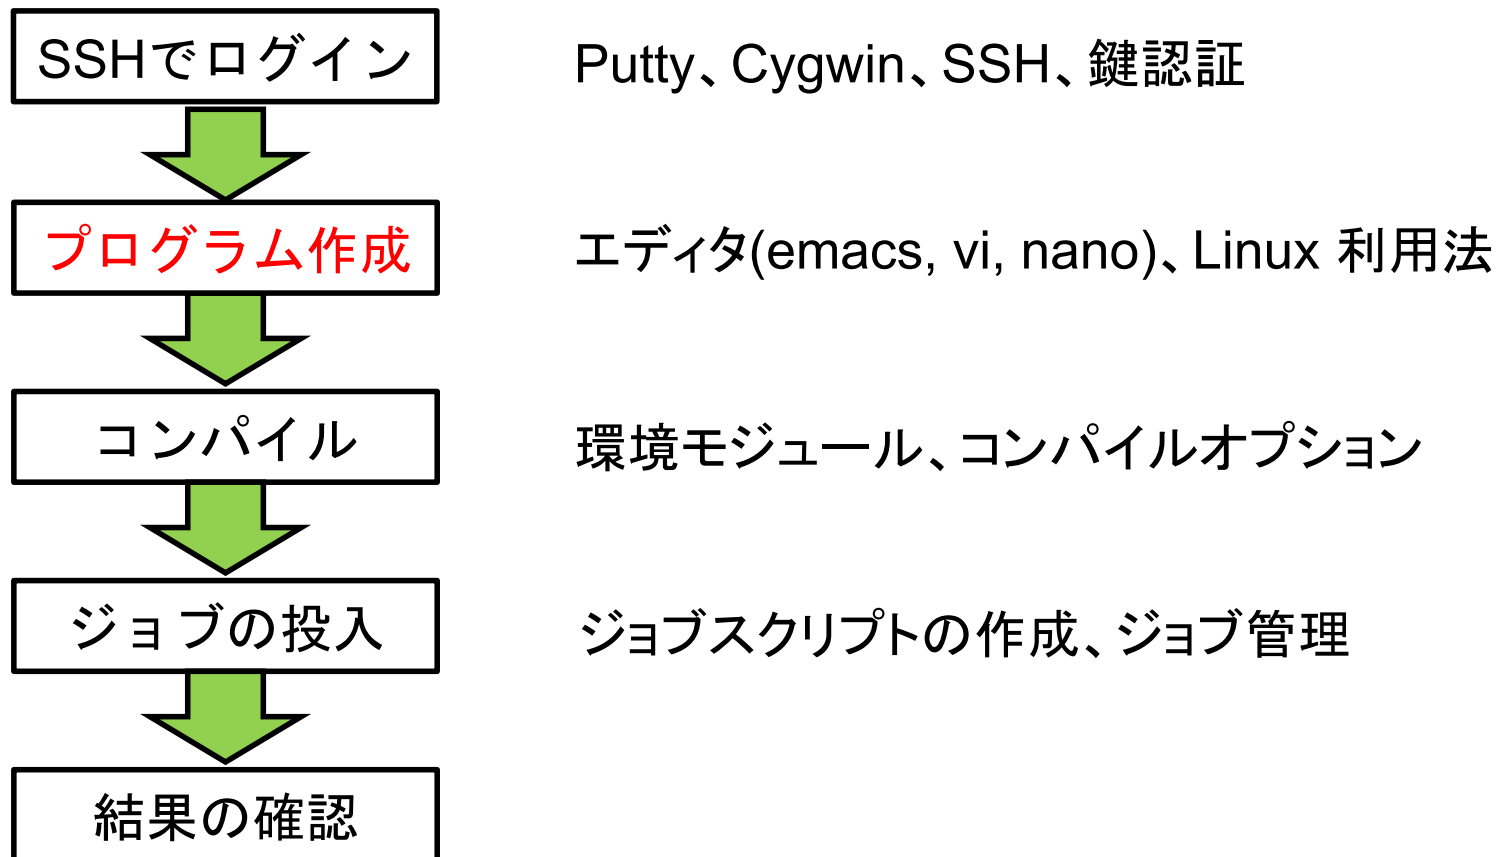 SSHでログイン
Putty、Cygwin、SSH、鍵認証
プログラム作成
エディタ(emacs, vi, nano)、Linux 利用法
コンパイル
環境モジュール、コンパイルオプション
ジョブの投入
ジョブスクリプトの作成、ジョブ管理
結果の確認